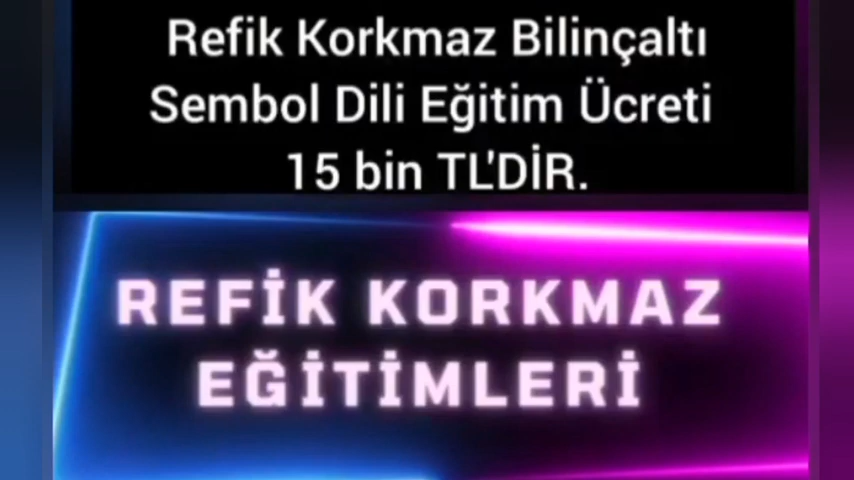 Refik Korkmaz Bilinçaltı
Sembol Dili Eğitim Ücreti
15 bin TL'DİR.
REFİK KORKMAZ
EĞİTİMLERİ